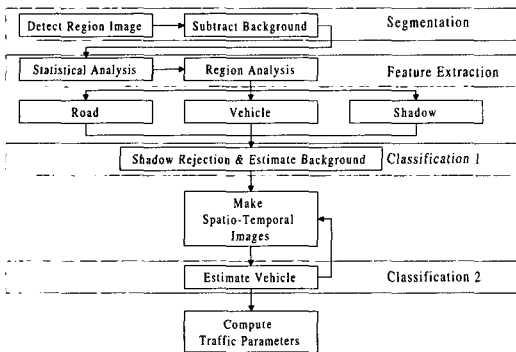 Detect Region Image
Subtract Background
Segmentation
Statistical Analysis
Region Analysis
Feature Extraction
Road
Vehicle
Shadow
Shadow Rejection & Estimate Background
Classification 1
Make
Spatio-Temporal
Images
Estimate Vehicle
Classification 2
Compute
Traffic Parameters